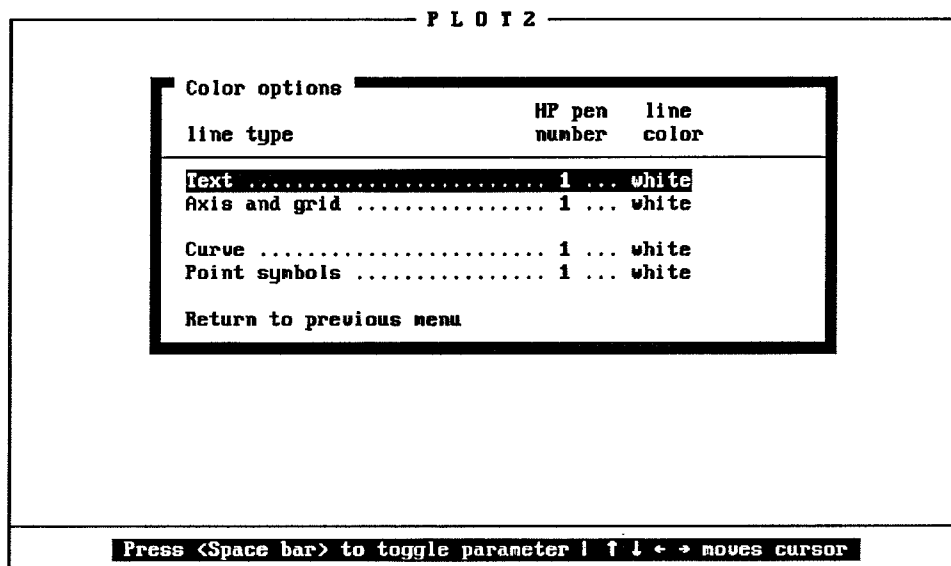 P L O T 2
Color options
HP pen line
line type number color
Text ......................... 1 ... white
Axis and grid ................ 1 ... white
Curve ........................ 1 ... white
Point symbols ................ 1 ... white
Return to previous menu
Press <Space bar> to toggle parameter | ↑ ↓ ← → moves cursor